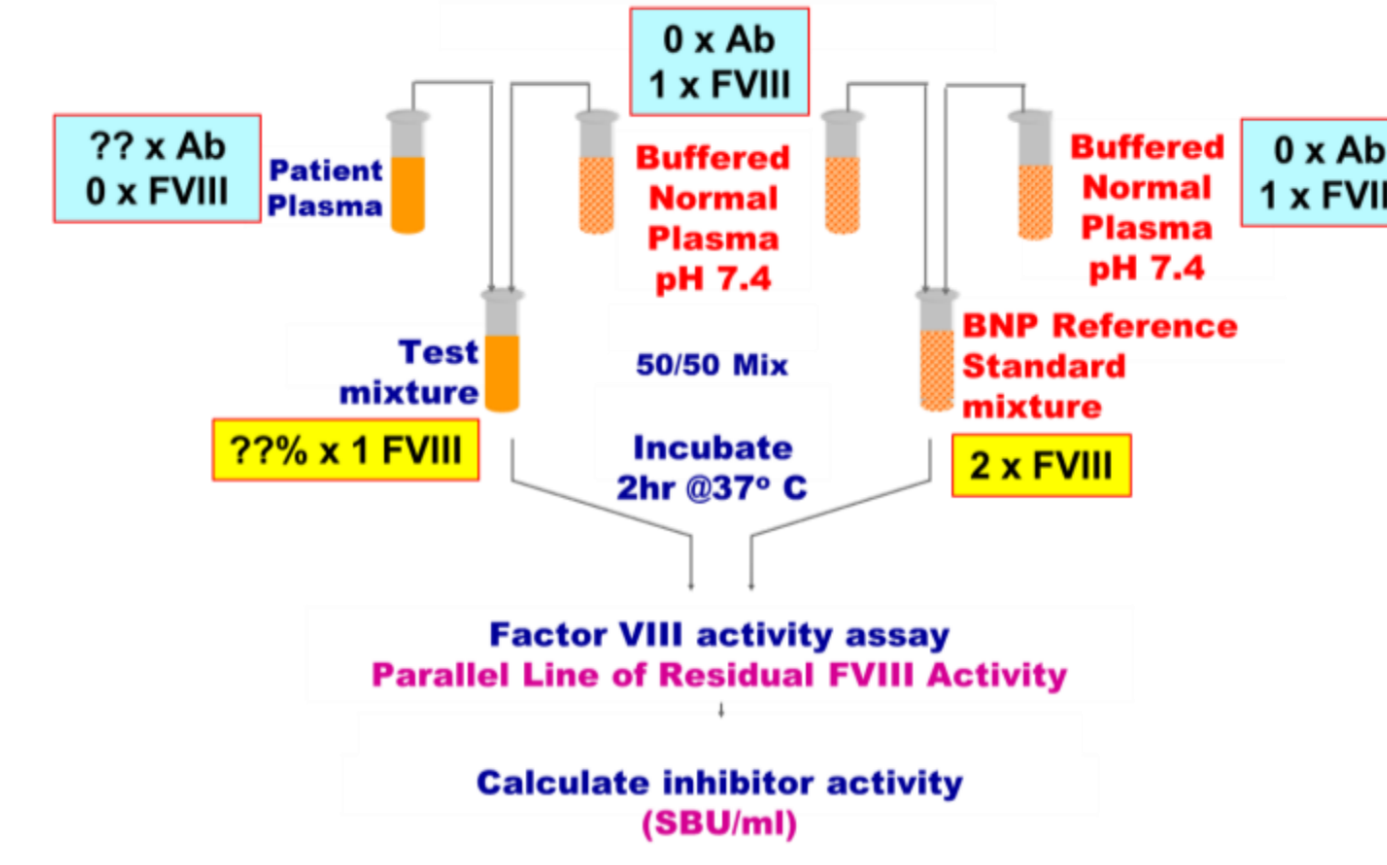 0 x Ab
1 x FVIII
?? x Ab
0 x FVIII
Patient
Plasma
Buffered
Normal
Plasma
pH 7.4
Buffered
Normal
Plasma
pH 7.4
0 x Ab
1 x FVII
Test
mixture
50/50 Mix
BNP Reference
Standard
mixture
??% x 1 FVIII
Incubate
2hr @37º C
2 x FVIII
Factor VIII activity assay
Parallel Line of Residual FVIII Activity
Calculate inhibitor activity
(SBU/ml)